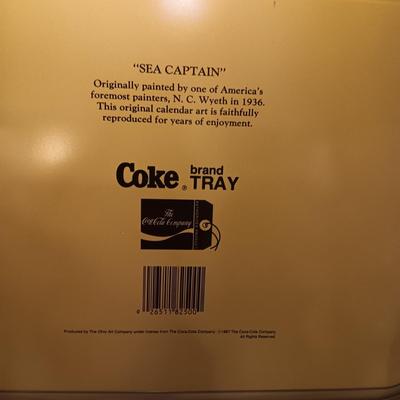 "SEA CAPTAIN"
Originally painted by one of America's
foremost painters, N. C. Wyeth in 1936.
This original calendar art is faithfully
reproduced for years of enjoyment.
Coke® brand TRAY
The
Coca-Cola Company
0 26511 82300
Produced by The Ohio Art Company under license from The Coca-Cola Company ©1987 The Coca-Cola Company
All Rights Reserved